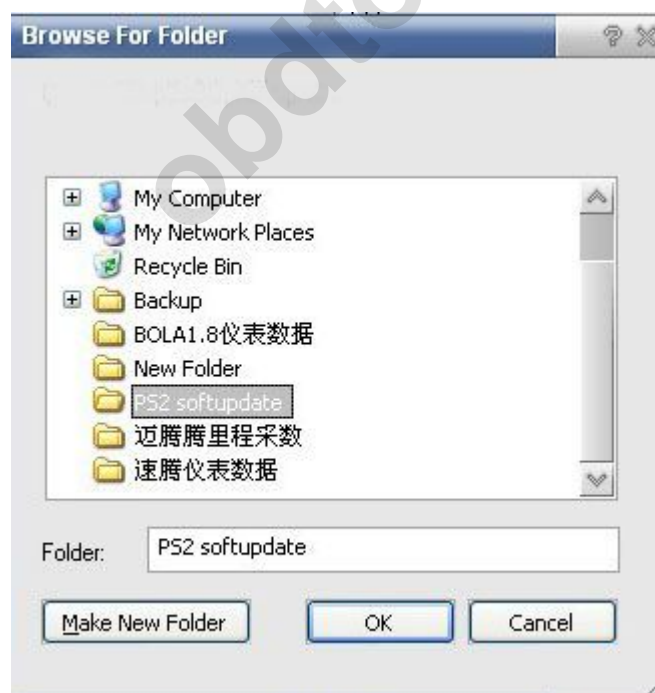 Browse For Folder
My Computer
My Network Places
Recycle Bin
Backup
BOLA1.8仪表数据
New Folder
PS2 softupdate
迈腾腾里程采数
速腾仪表数据
Folder: PS2 softupdate
Make New Folder OK Cancel